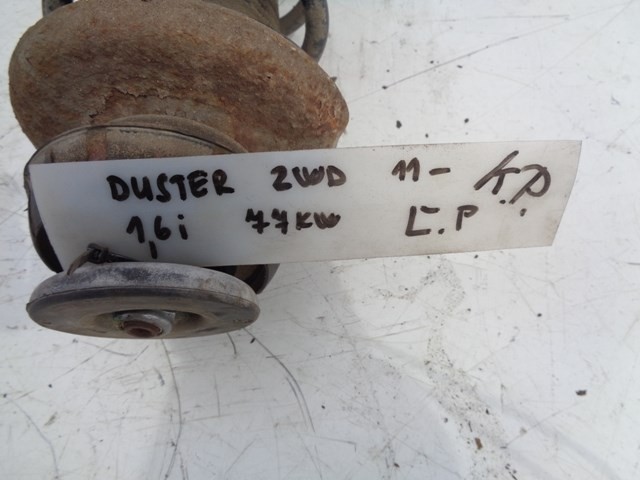 DUSTER 2WD 11-
1,6i 77KW L.P